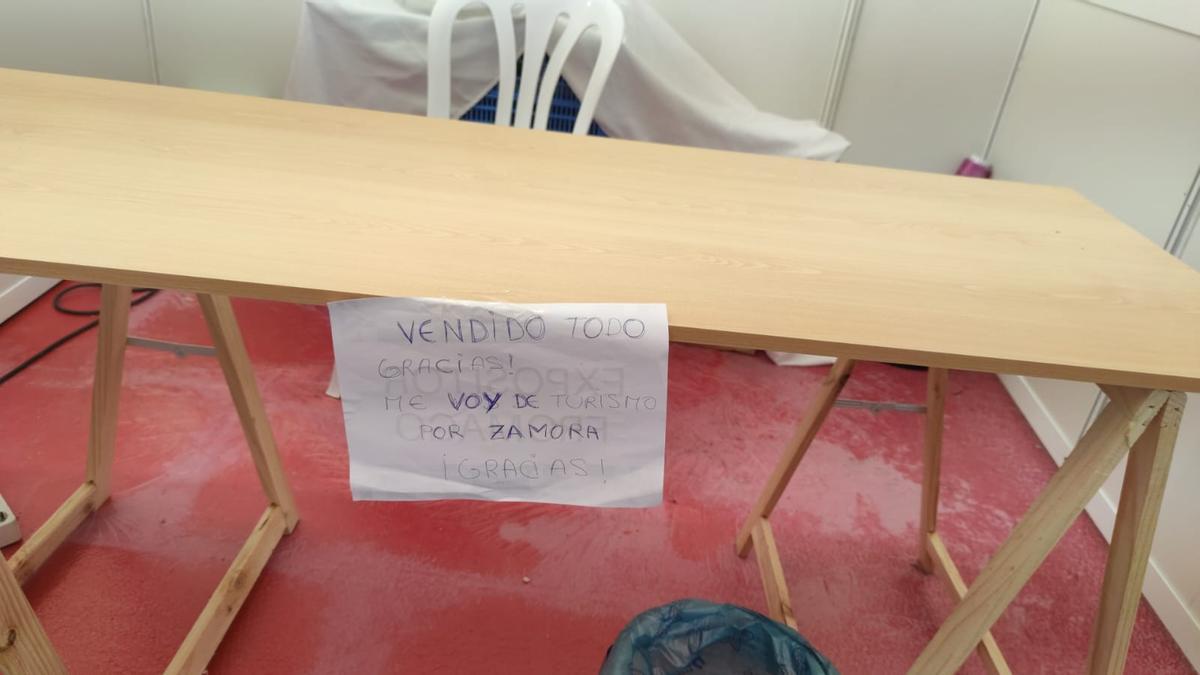 VENDIDO TODO
GRACIAS!
ME VOY DE TURISMO
POR ZAMORA
¡GRACIAS!